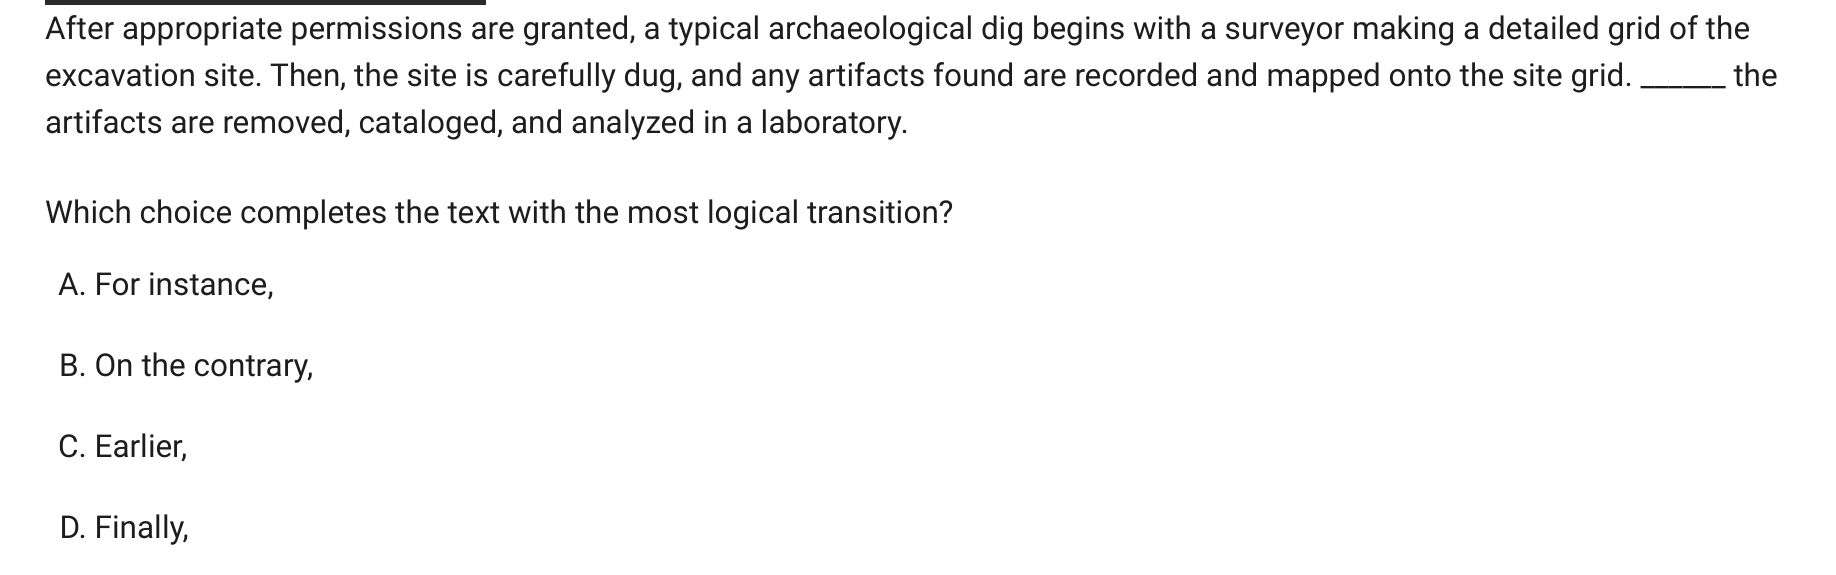 After appropriate permissions are granted, a typical archaeological dig begins with a surveyor making a detailed grid of the
excavation site. Then, the site is carefully dug, and any artifacts found are recorded and mapped onto the site grid. ______ the
artifacts are removed, cataloged, and analyzed in a laboratory.
Which choice completes the text with the most logical transition?
A. For instance,
B. On the contrary,
C. Earlier,
D. Finally,